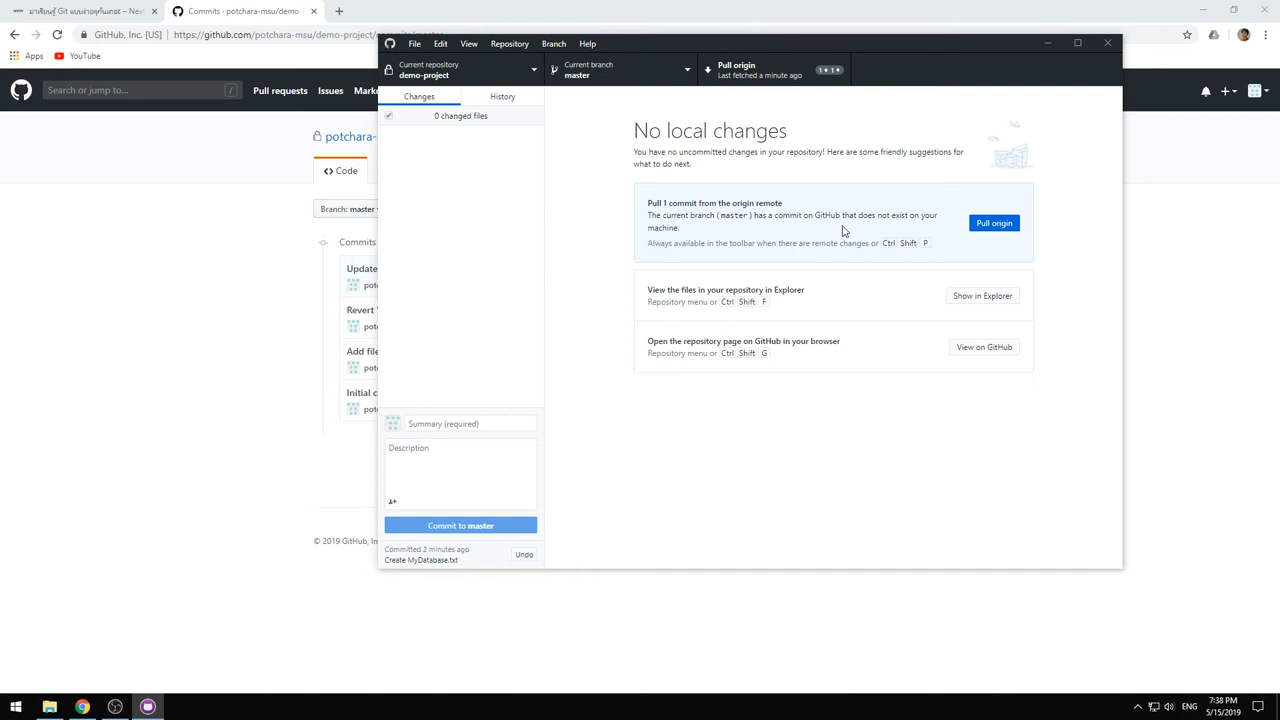 มาเรียนรู้ Git แบบง่ายๆกันเถอะ – Nex
Commits · potchara-msu/demo-
GitHub, Inc. [US]
https://github.com/potchara-msu/demo-project/commits/master
Apps
YouTube
Search or jump to...
/
Pull requests
Issues
Mark
potchara-
Code
Branch: master
Commits
Update
potc
Revert
potc
Add file
potc
Initial c
potc
© 2019 GitHub, In
File
Edit
View
Repository
Branch
Help
Current repository
demo-project
Current branch
master
Pull origin
Last fetched a minute ago
1 1
Changes
History
0 changed files
No local changes
You have no uncommitted changes in your repository! Here are some friendly suggestions for
what to do next.
Pull 1 commit from the origin remote
The current branch (master) has a commit on GitHub that does not exist on your
machine.
Always available in the toolbar when there are remote changes or Ctrl Shift P
Pull origin
View the files in your repository in Explorer
Repository menu or Ctrl Shift F
Show in Explorer
Open the repository page on GitHub in your browser
Repository menu or Ctrl Shift G
View on GitHub
Summary (required)
Description
Commit to master
Committed 2 minutes ago
Create MyDatabase.txt
Undo
ENG
7:38 PM
5/15/2019